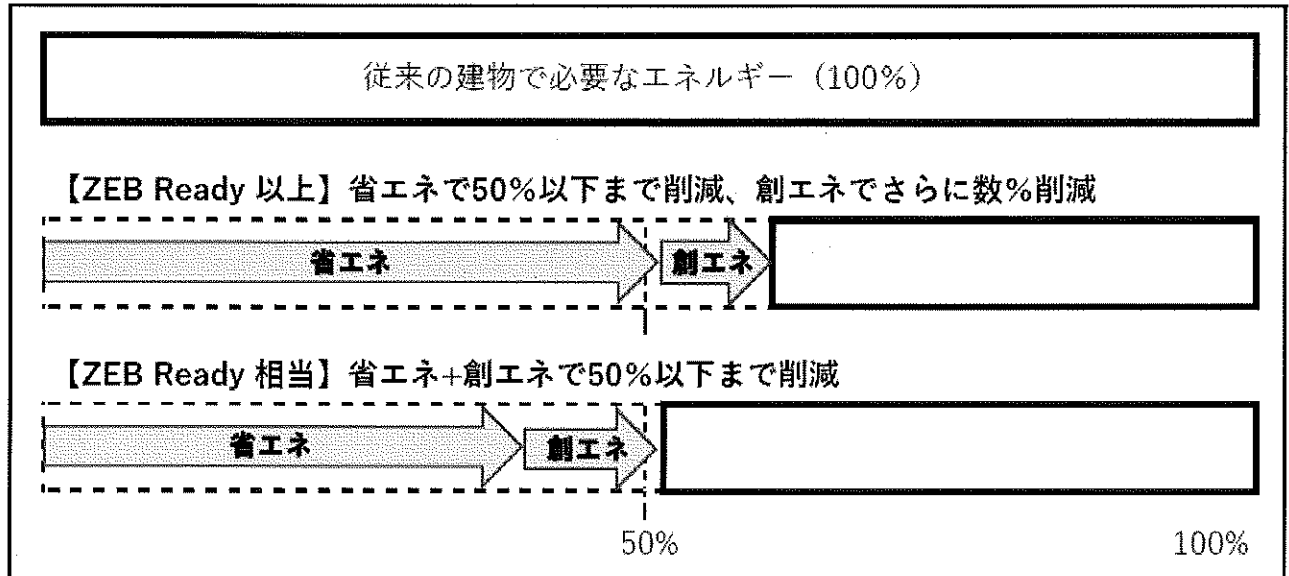 従来の建物で必要なエネルギー（100%）
【ZEB Ready 以上】省エネで50%以下まで削減、創エネでさらに数%削減
省エネ
創エネ
【ZEB Ready 相当】省エネ+創エネで50%以下まで削減
省エネ
創エネ
50%
100%